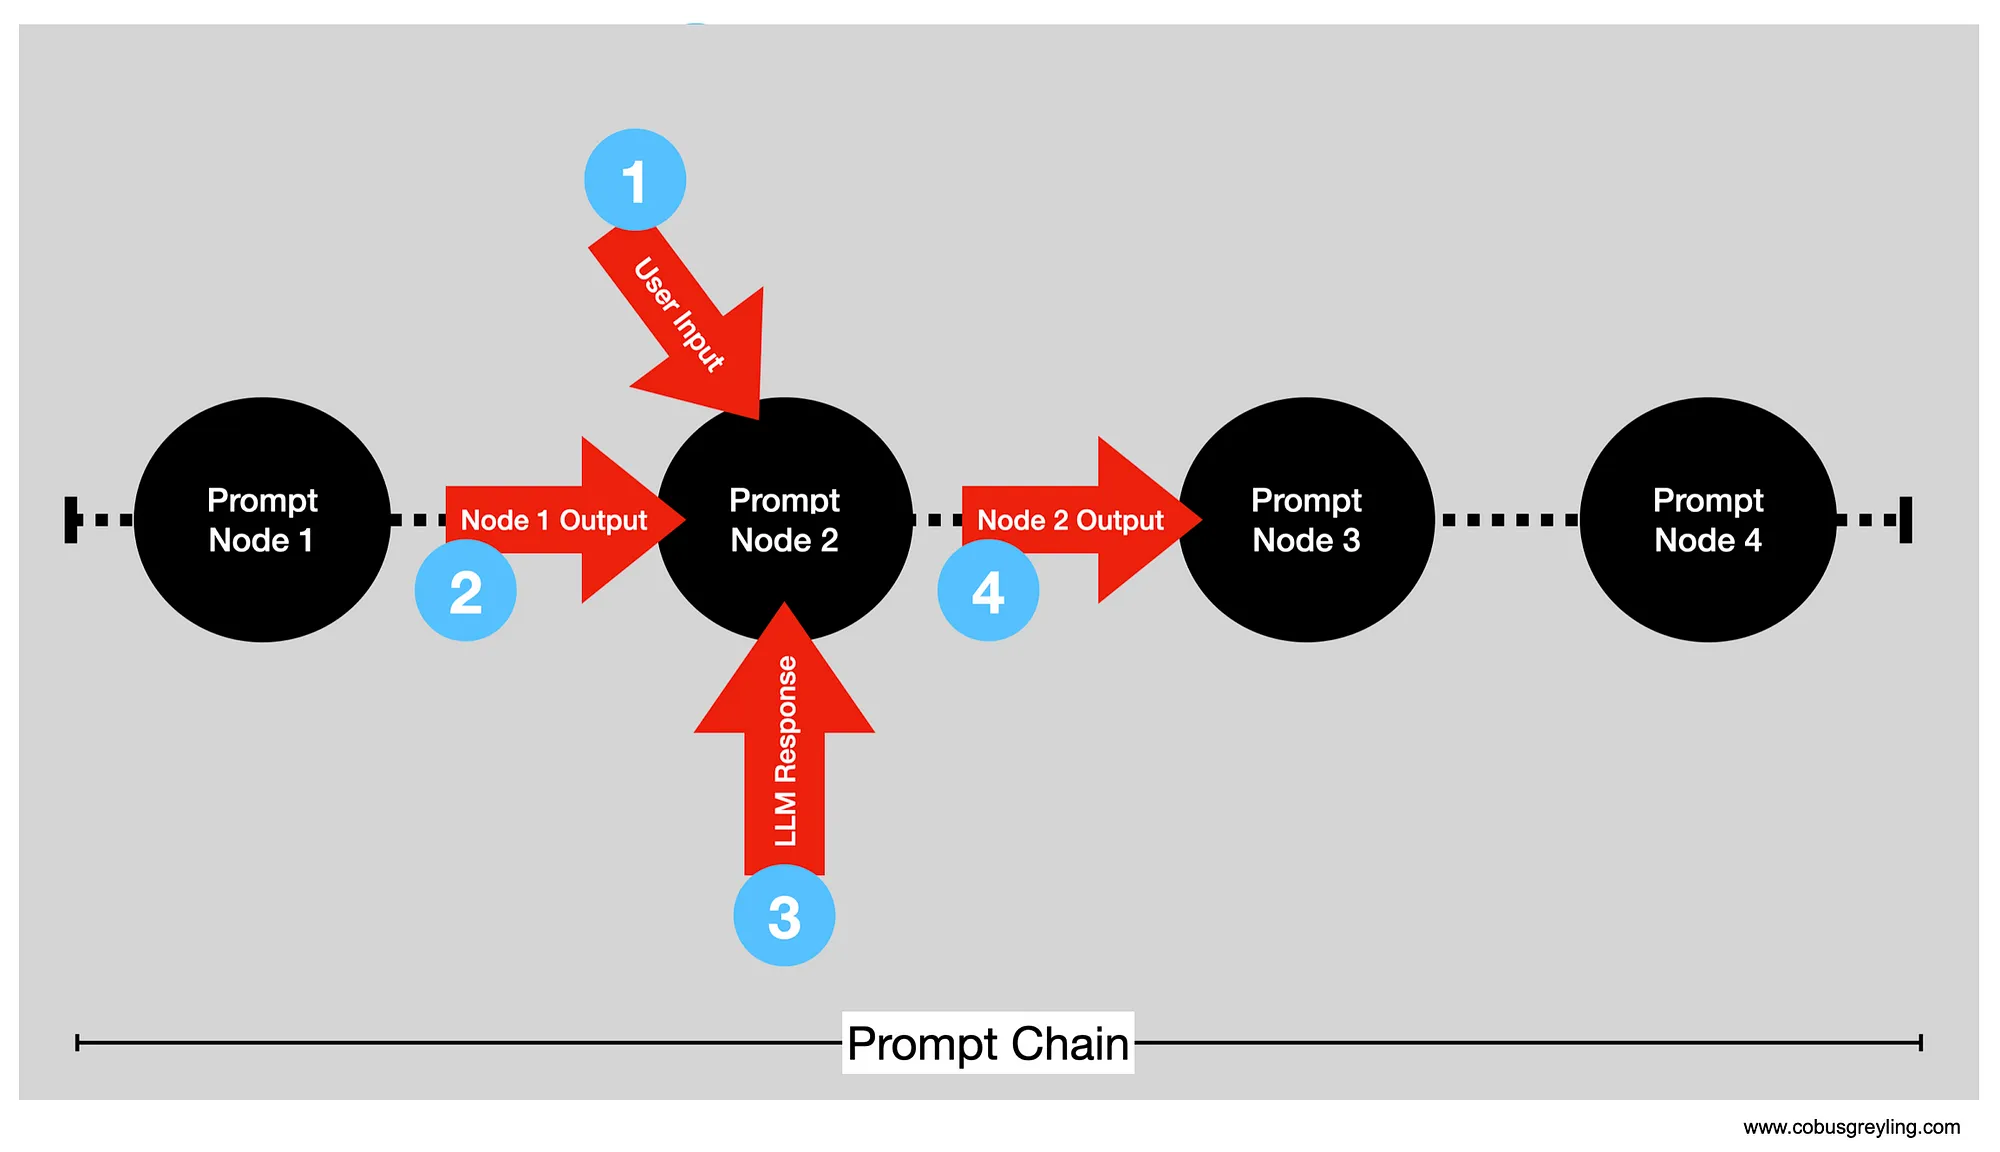 1
User Input
Prompt
Node 1
Node 1 Output
2
Prompt
Node 2
Node 2 Output
4
Prompt
Node 3
Prompt
Node 4
LLM Response
3
Prompt Chain
www.cobusgreyling.com